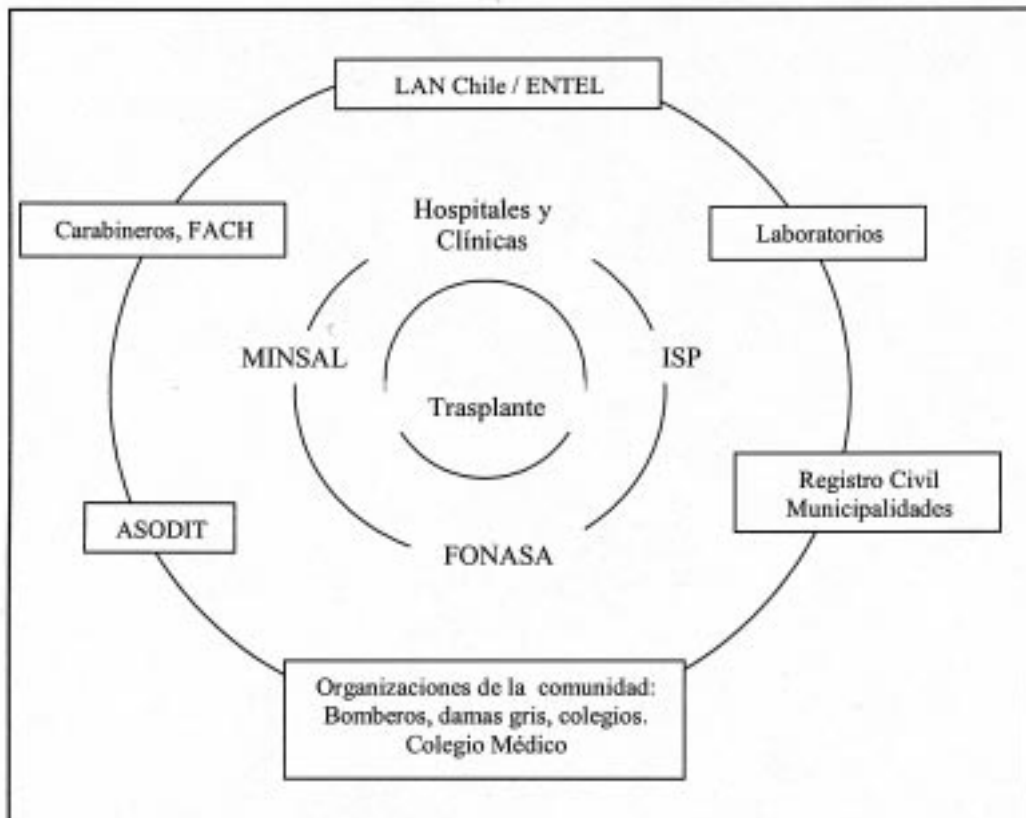 LAN Chile / ENTEL
Carabineros, FACH
Hospitales y
Clínicas
Laboratorios
MINSAL
ISP
Trasplante
Registro Civil
Municipalidades
ASODIT
FONASA
Organizaciones de la comunidad:
Bomberos, damas gris, colegios.
Colegio Médico